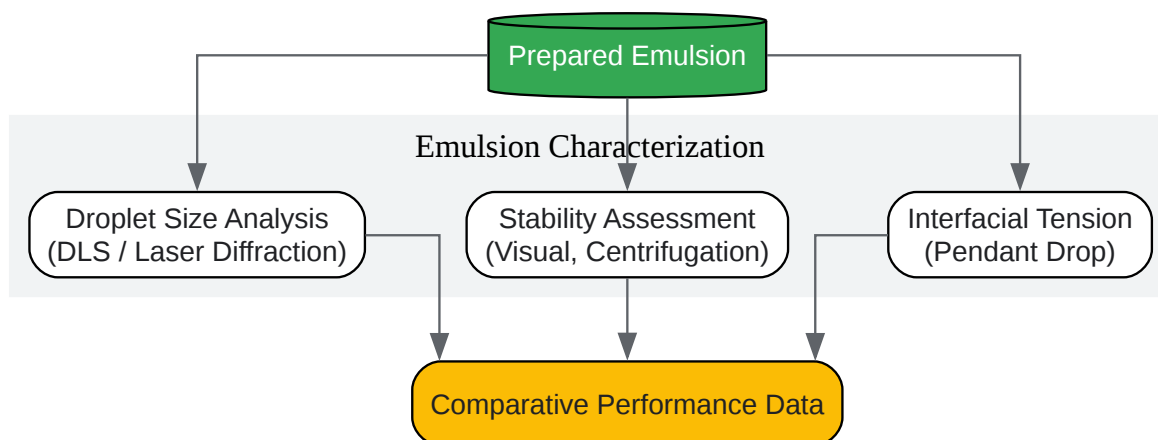 Prepared Emulsion
Emulsion Characterization
Droplet Size Analysis
(DLS / Laser Diffraction)
Stability Assessment
(Visual, Centrifugation)
Interfacial Tension
(Pendant Drop)
Comparative Performance Data